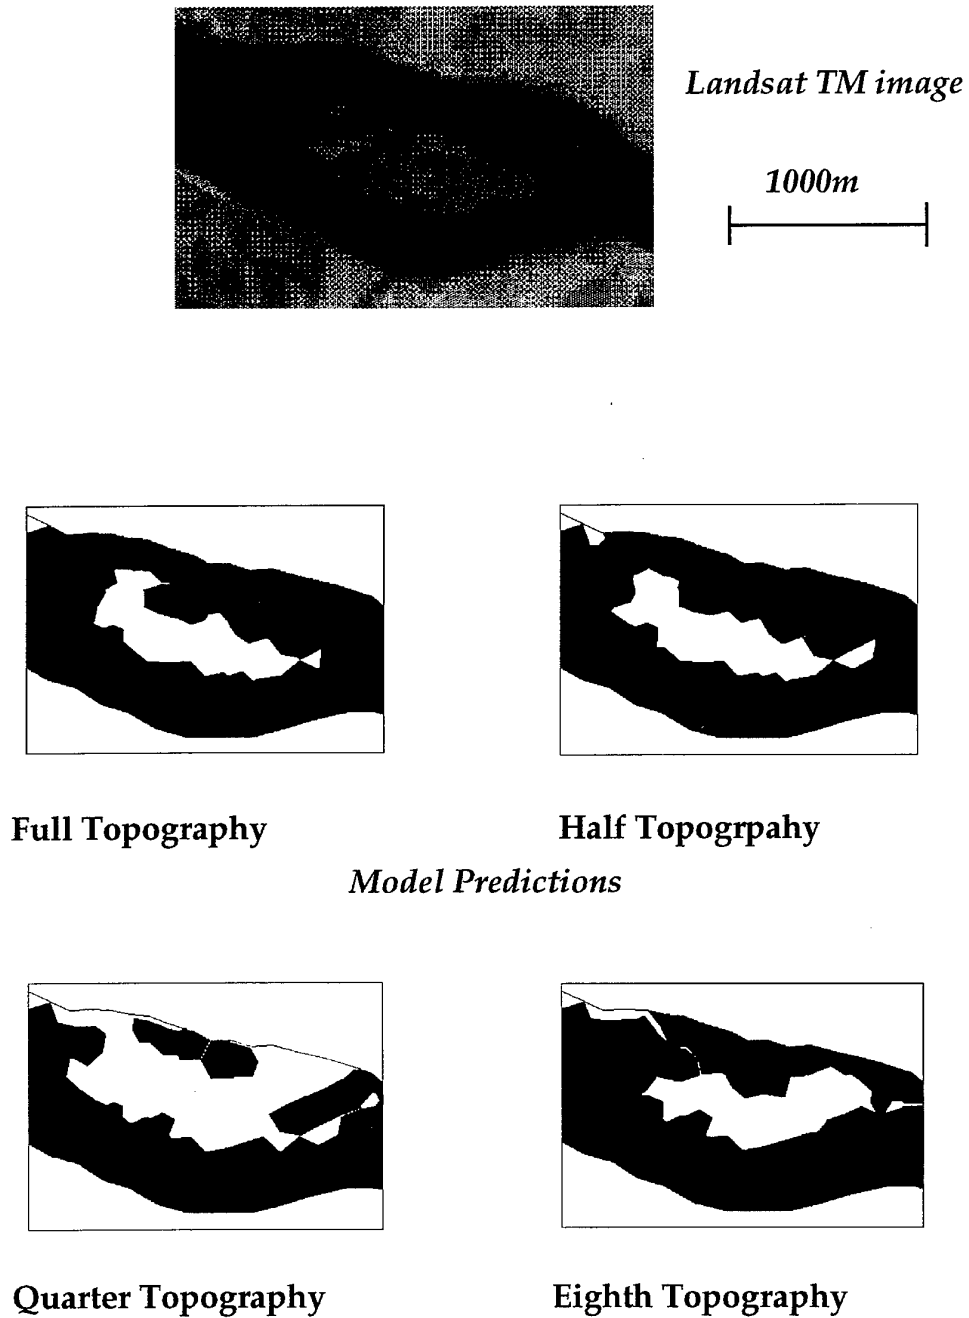 Landsat TM image
1000m
Full Topography
Half Topogrpahy
Model Predictions
Quarter Topography
Eighth Topography